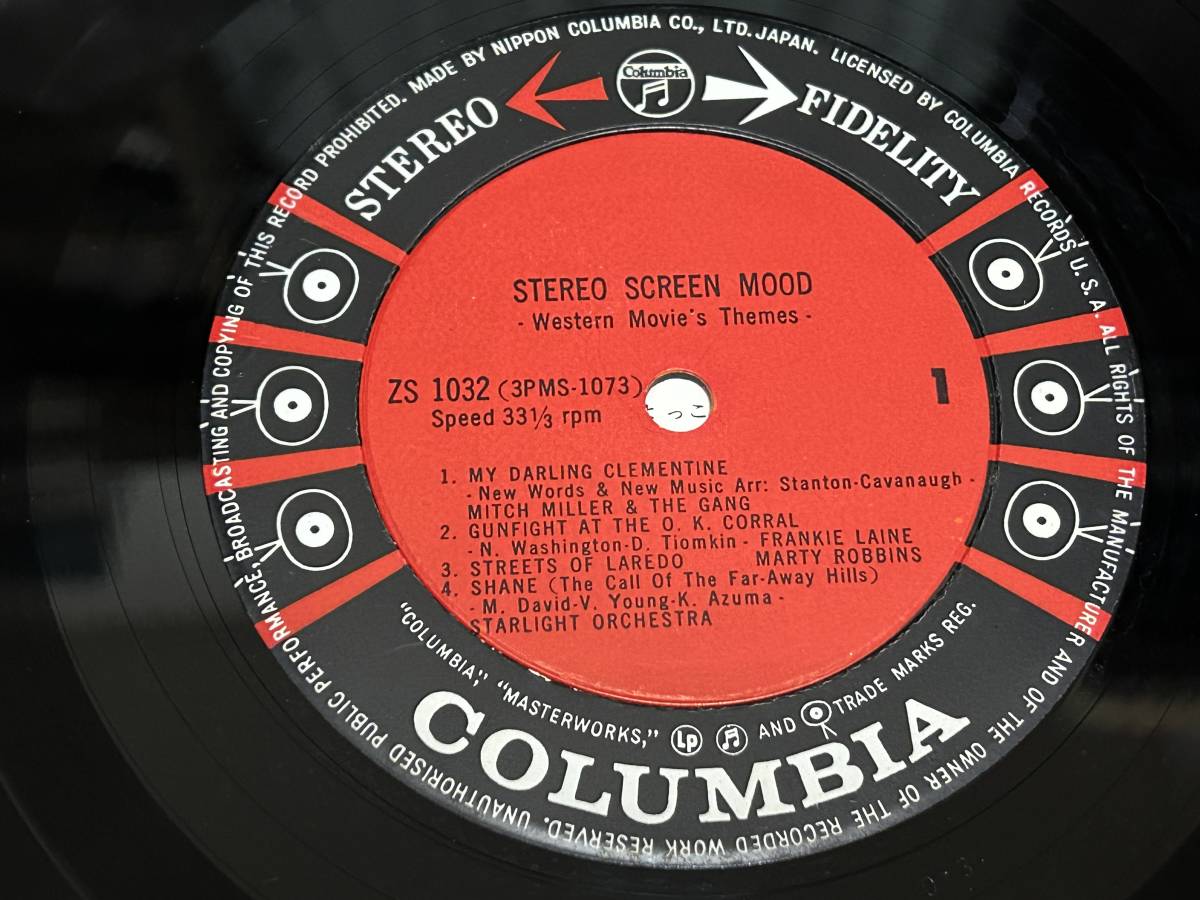 UNAUTHORISED PUBLIC PERFORMANCE, BROADCASTING AND COPYING OF THIS RECORD PROHIBITED. MADE BY NIPPON COLUMBIA CO., LTD. JAPAN. LICENSED BY COLUMBIA RECORDS U.S.A. ALL RIGHTS OF THE MANUFACTURER AND OF THE OWNER OF THE RECORDED WORK RESERVED.
STEREO
Columbia
FIDELITY
STEREO SCREEN MOOD
- Western Movie's Themes -
ZS 1032 (3PMS-1073)
1
Speed 33⅓ rpm
っこ
1. MY DARLING CLEMENTINE
- New Words & New Music Arr: Stanton-Cavanaugh -
MITCH MILLER & THE GANG
2. GUNFIGHT AT THE O. K. CORRAL
- N. Washington-D. Tiomkin - FRANKIE LAINE
3. STREETS OF LAREDO MARTY ROBBINS
4. SHANE (The Call Of The Far-Away Hills)
- M. David-V. Young-K. Azuma -
STARLIGHT ORCHESTRA
"COLUMBIA," "MASTERWORKS," Lp AND TRADE MARKS REG.
COLUMBIA